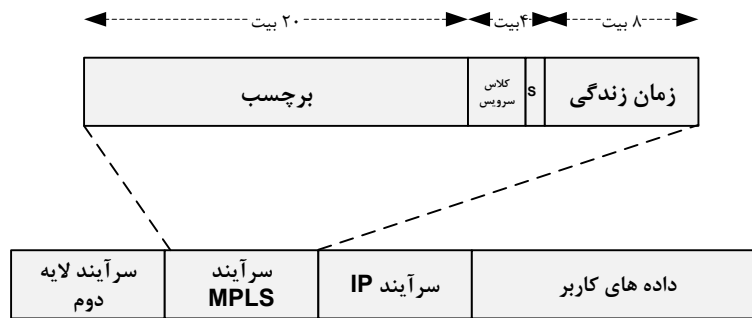 ۲۰ بیت
۴بیت
۸ بیت
برچسب
کلاس
سرویس
S
زمان زندگی
سرآیند لایه
دوم
سرآیند
MPLS
سرآیند IP
داده های کاربر